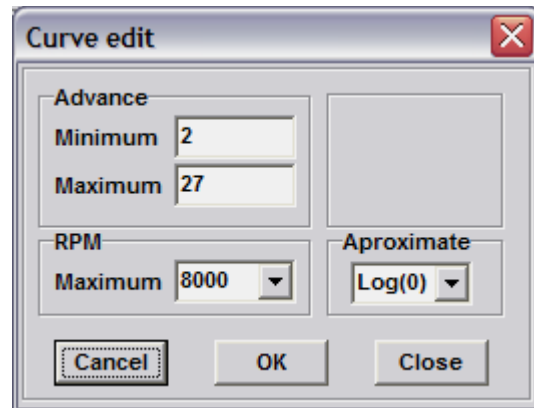 Curve edit
Advance
Minimum 2
Maximum 27
RPM
Maximum 8000
Aproximate
Log(0)
Cancel OK Close